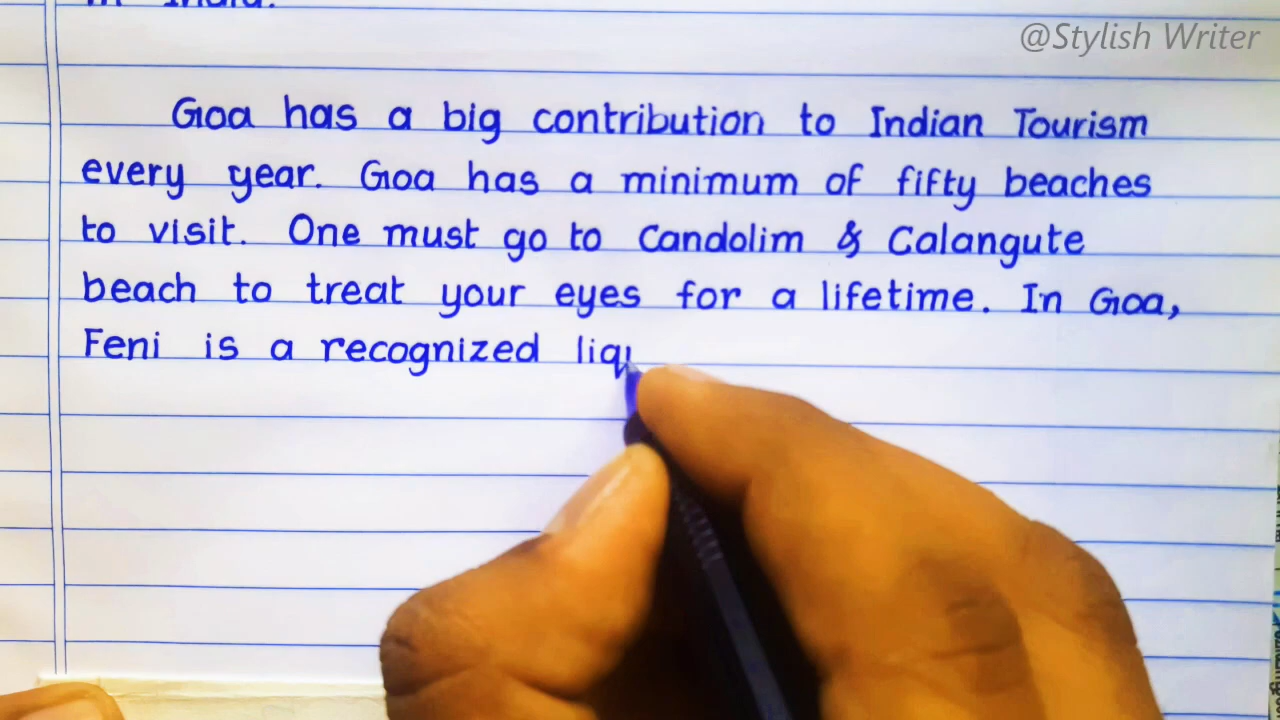 @Stylish Writer
Goa has a big contribution to Indian Tourism
every year. Goa has a minimum of fifty beaches
to visit. One must go to Candolim & Calangute
beach to treat your eyes for a lifetime. In Goa,
Feni is a recognized liqu